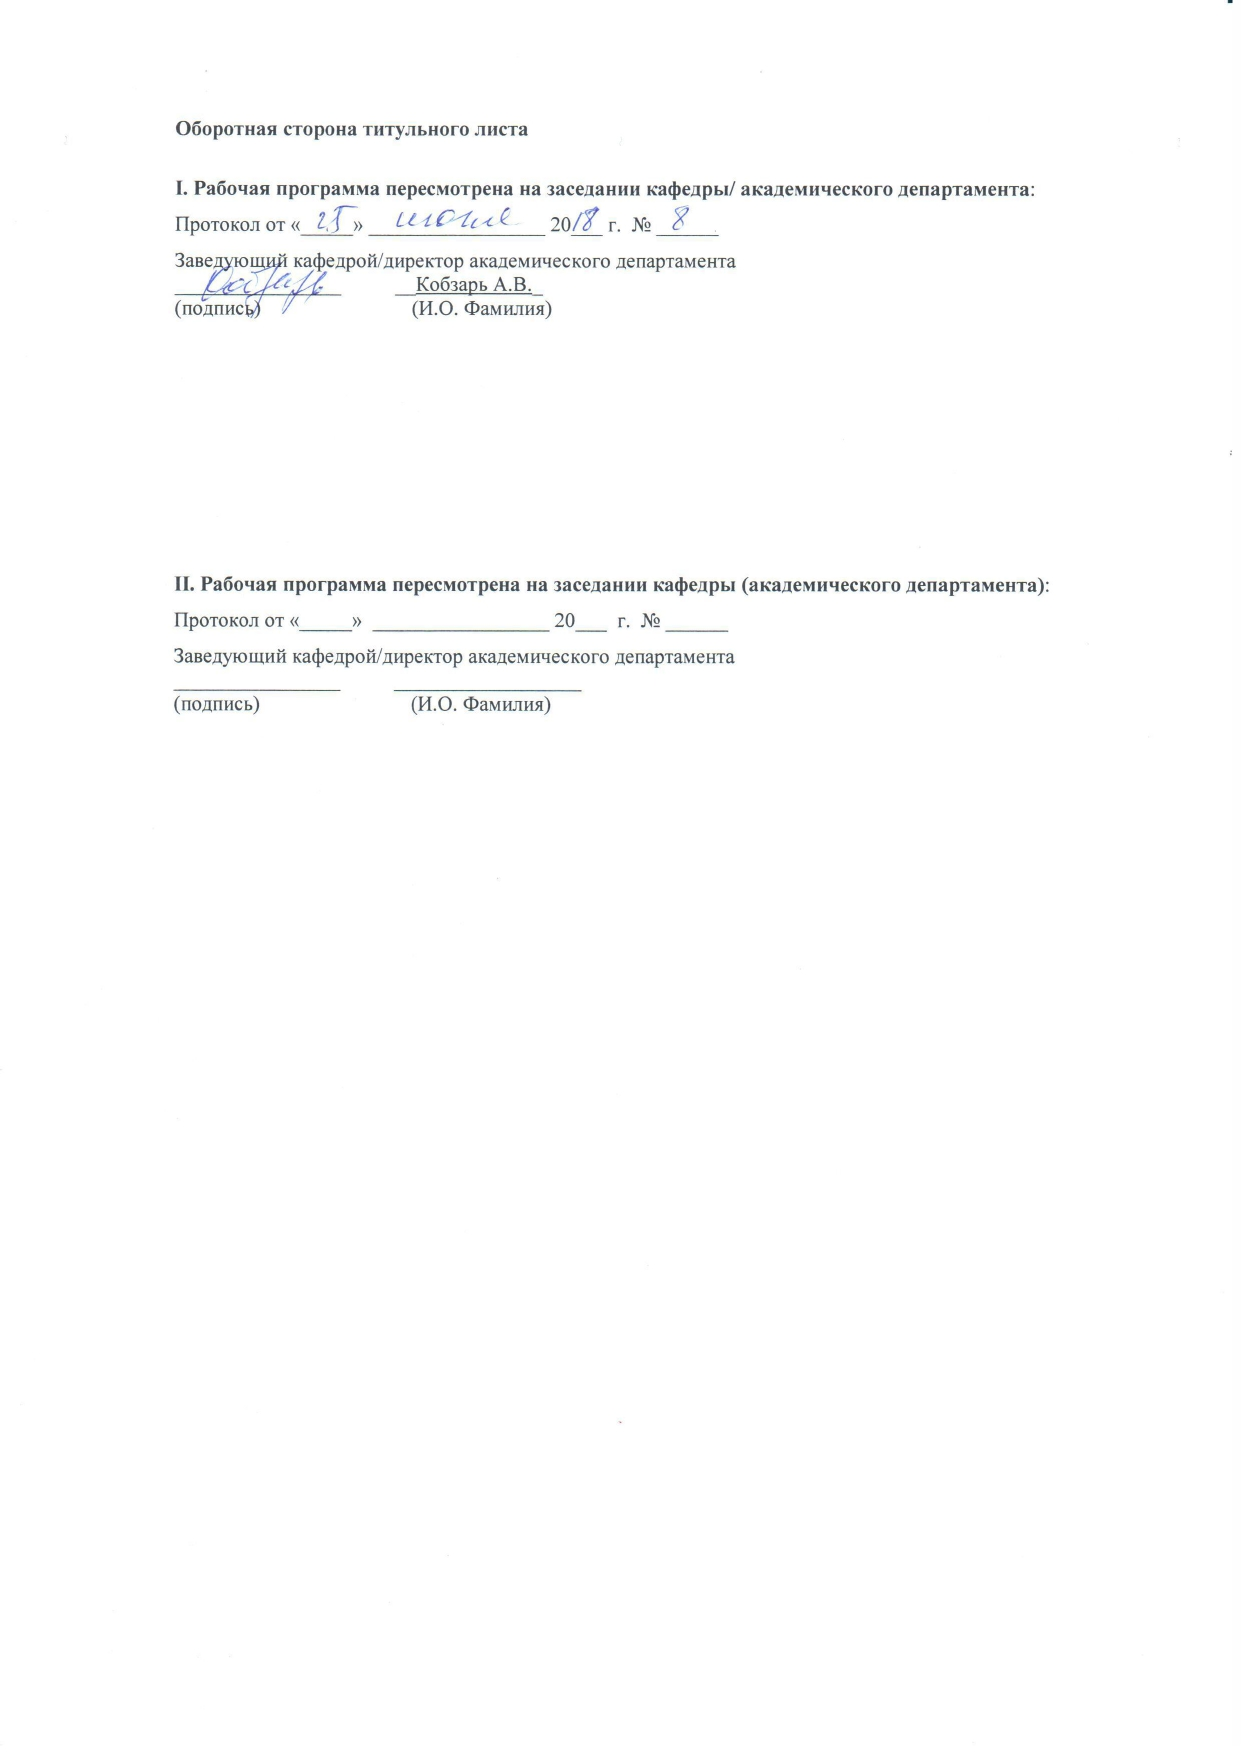 Оборотная сторона титульного листа
I. Рабочая программа пересмотрена на заседании кафедры/ академического департамента:
Протокол от «25» июня 2018 г. № 8
Заведующий кафедрой/директор академического департамента
Кобзарь А.В.
(подпись) (И.О. Фамилия)
II. Рабочая программа пересмотрена на заседании кафедры (академического департамента):
Протокол от «_____» _________________ 20___ г. № ______
Заведующий кафедрой/директор академического департамента
________________ __________________
(подпись) (И.О. Фамилия)